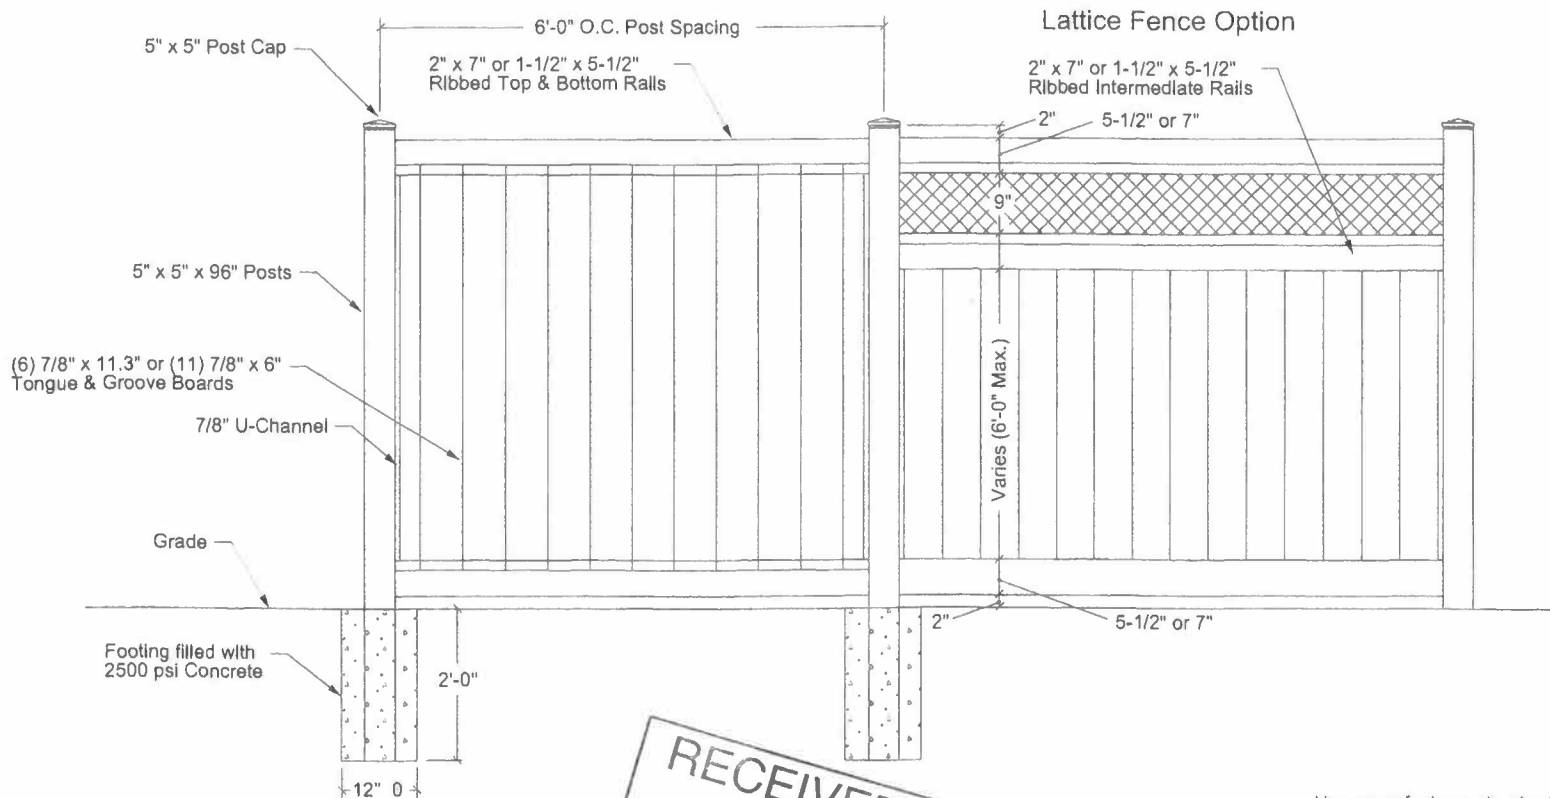 Lattice Fence Option
6'-0" O.C. Post Spacing
5" x 5" Post Cap
2" x 7" or 1-1/2" x 5-1/2"
Ribbed Top & Bottom Rails
2" x 7" or 1-1/2" x 5-1/2"
Ribbed Intermediate Rails
2"
5-1/2" or 7"
9"
5" x 5" x 96" Posts
(6) 7/8" x 11.3" or (11) 7/8" x 6"
Tongue & Groove Boards
7/8" U-Channel
Varies (6'-0" Max.)
Grade
2"
5-1/2" or 7"
Footing filled with
2500 psi Concrete
2'-0"
12" 0
RECEIVED